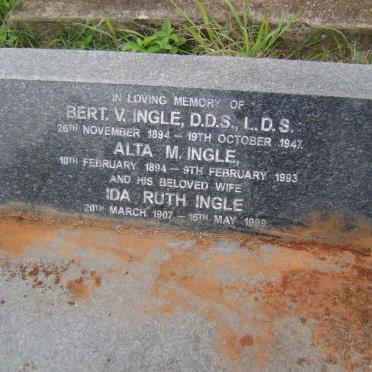 IN LOVING MEMORY OF
BERT. V. INGLE, D.D.S., L.D.S.
26TH NOVEMBER 1894 – 19TH OCTOBER 1947.
ALTA M. INGLE,
10TH FEBRUARY 1894 – 9TH FEBRUARY 1993
AND HIS BELOVED WIFE
IDA RUTH INGLE
20TH MARCH 1907 – 16TH MAY 1999